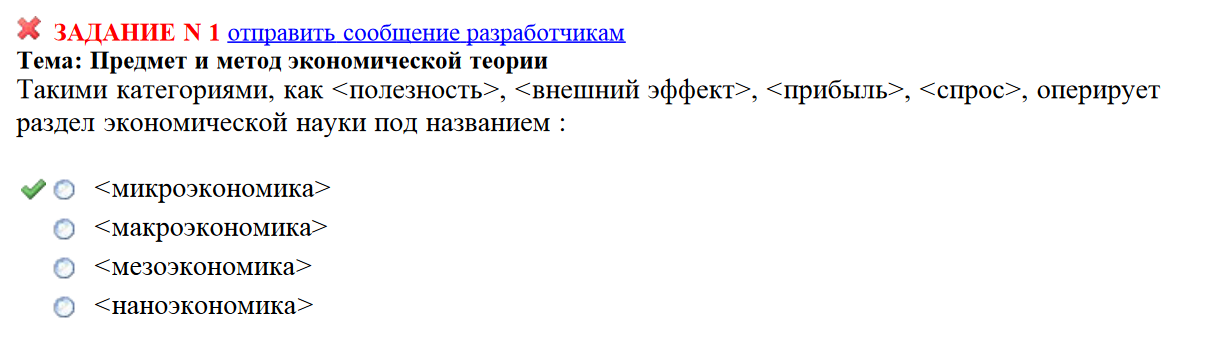 ЗАДАНИЕ N 1 отправить сообщение разработчикам
Тема: Предмет и метод экономической теории
Такими категориями, как <полезность>, <внешний эффект>, <прибыль>, <спрос>, оперирует
раздел экономической науки под названием :
<микроэкономика>
<макроэкономика>
<мезоэкономика>
<наноэкономика>